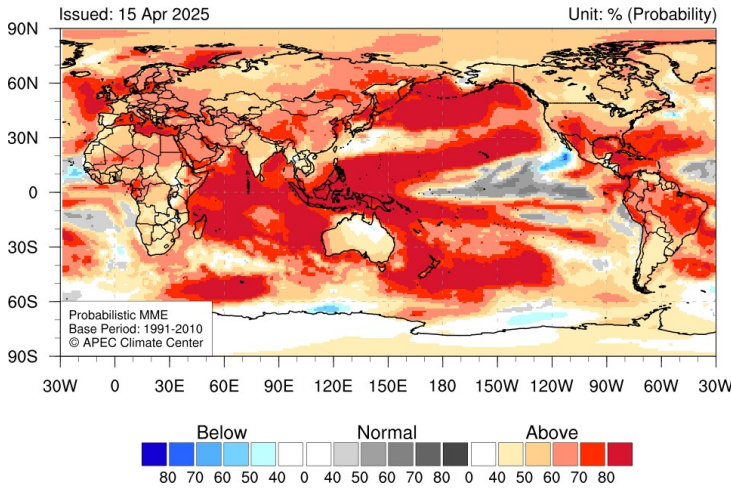 Issued: 15 Apr 2025 Unit: % (Probability)
90N
60N
30N
0
30S
60S
90S
Probabilistic MME
Base Period: 1991-2010
© APEC Climate Center
30W 0 30E 60E 90E 120E 150E 180 150W 120W 90W 60W 30W
Below Normal Above
80 70 60 50 40 0 40 50 60 70 80 0 40 50 60 70 80